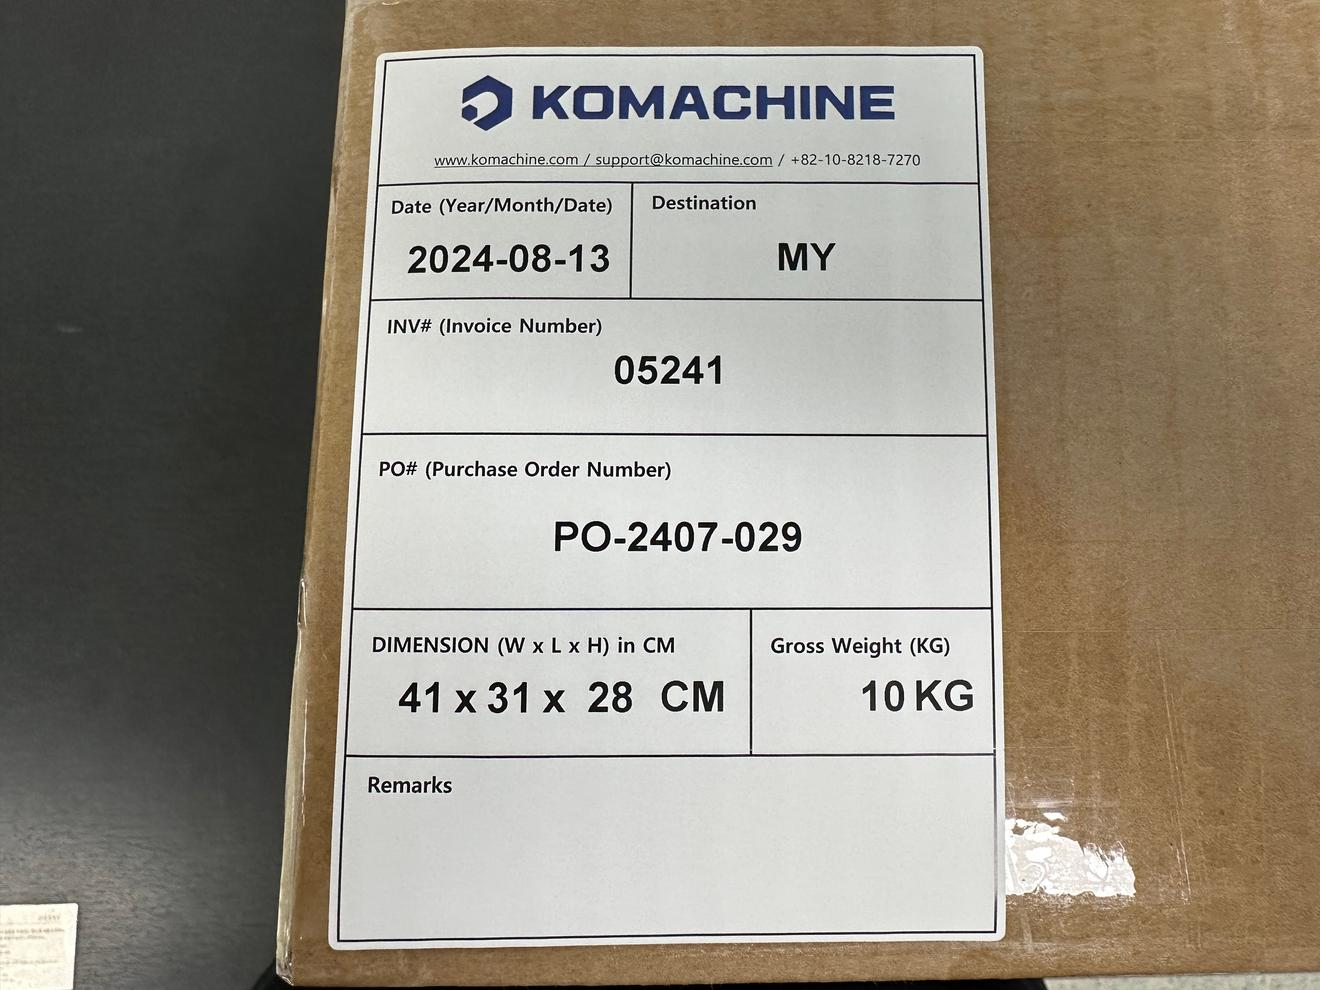 KOMACHINE
www.komachine.com / support@komachine.com / +82-10-8218-7270
Date (Year/Month/Date)
2024-08-13
Destination
MY
INV# (Invoice Number)
05241
PO# (Purchase Order Number)
PO-2407-029
DIMENSION (W x L x H) in CM
41 x 31 x 28 CM
Gross Weight (KG)
10 KG
Remarks